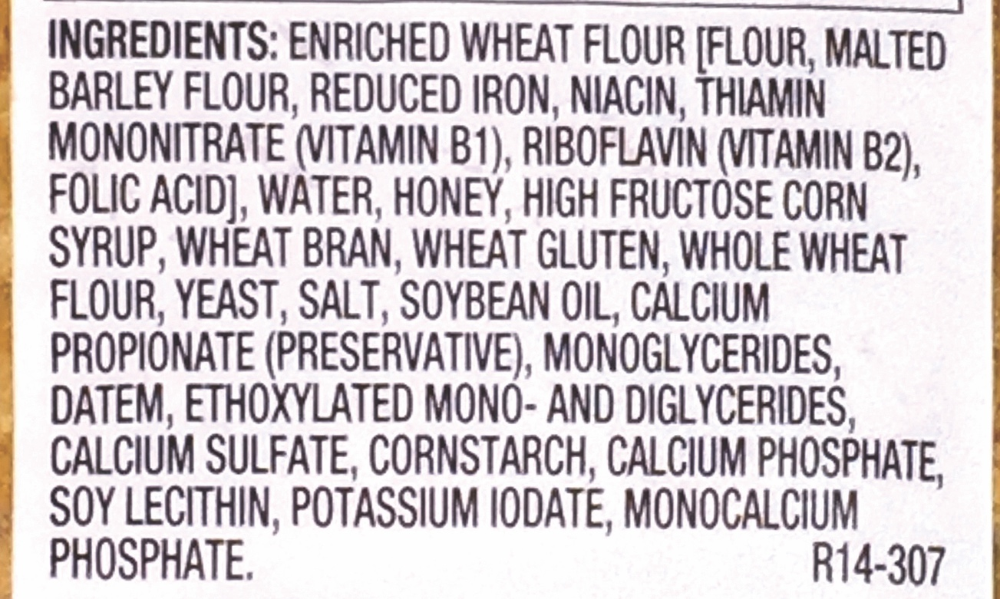 INGREDIENTS: ENRICHED WHEAT FLOUR [FLOUR, MALTED
BARLEY FLOUR, REDUCED IRON, NIACIN, THIAMIN
MONONITRATE (VITAMIN B1), RIBOFLAVIN (VITAMIN B2),
FOLIC ACID], WATER, HONEY, HIGH FRUCTOSE CORN
SYRUP, WHEAT BRAN, WHEAT GLUTEN, WHOLE WHEAT
FLOUR, YEAST, SALT, SOYBEAN OIL, CALCIUM
PROPIONATE (PRESERVATIVE), MONOGLYCERIDES,
DATEM, ETHOXYLATED MONO- AND DIGLYCERIDES,
CALCIUM SULFATE, CORNSTARCH, CALCIUM PHOSPHATE,
SOY LECITHIN, POTASSIUM IODATE, MONOCALCIUM
PHOSPHATE. R14-307